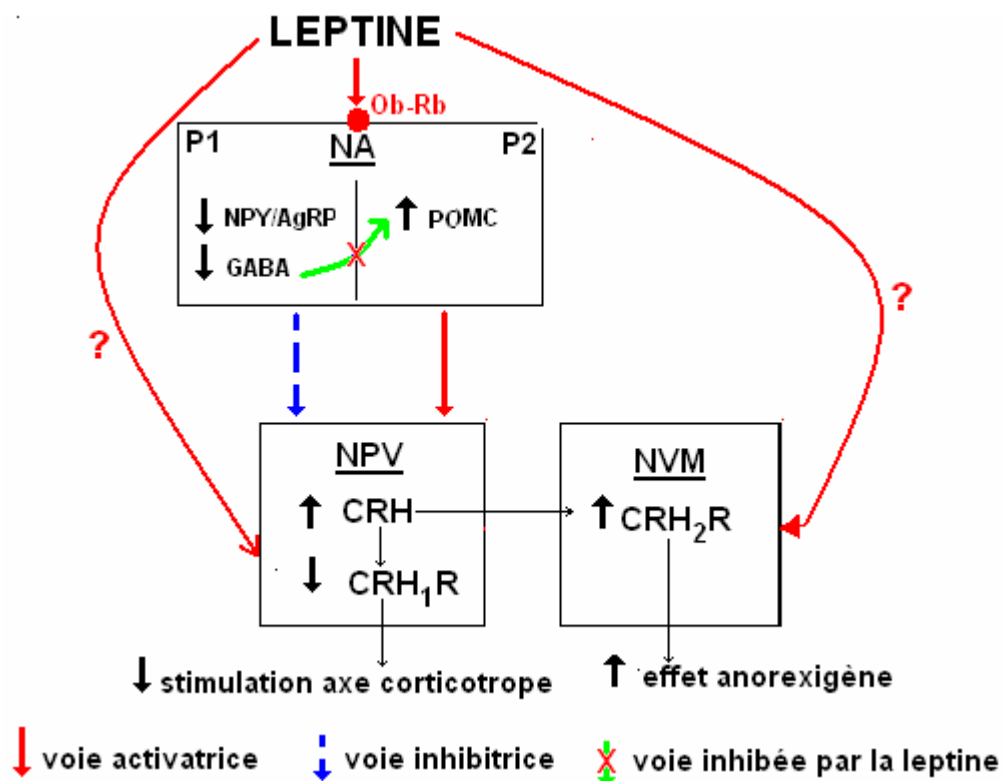 LEPTINE
Ob-Rb
P1 NA P2
NPY/AgRP POMC
GABA
? ?
NPV NVM
CRH CRH₂R
CRH₁R
stimulation axe corticotrope effet anorexigène
voie activatrice voie inhibitrice voie inhibée par la leptine